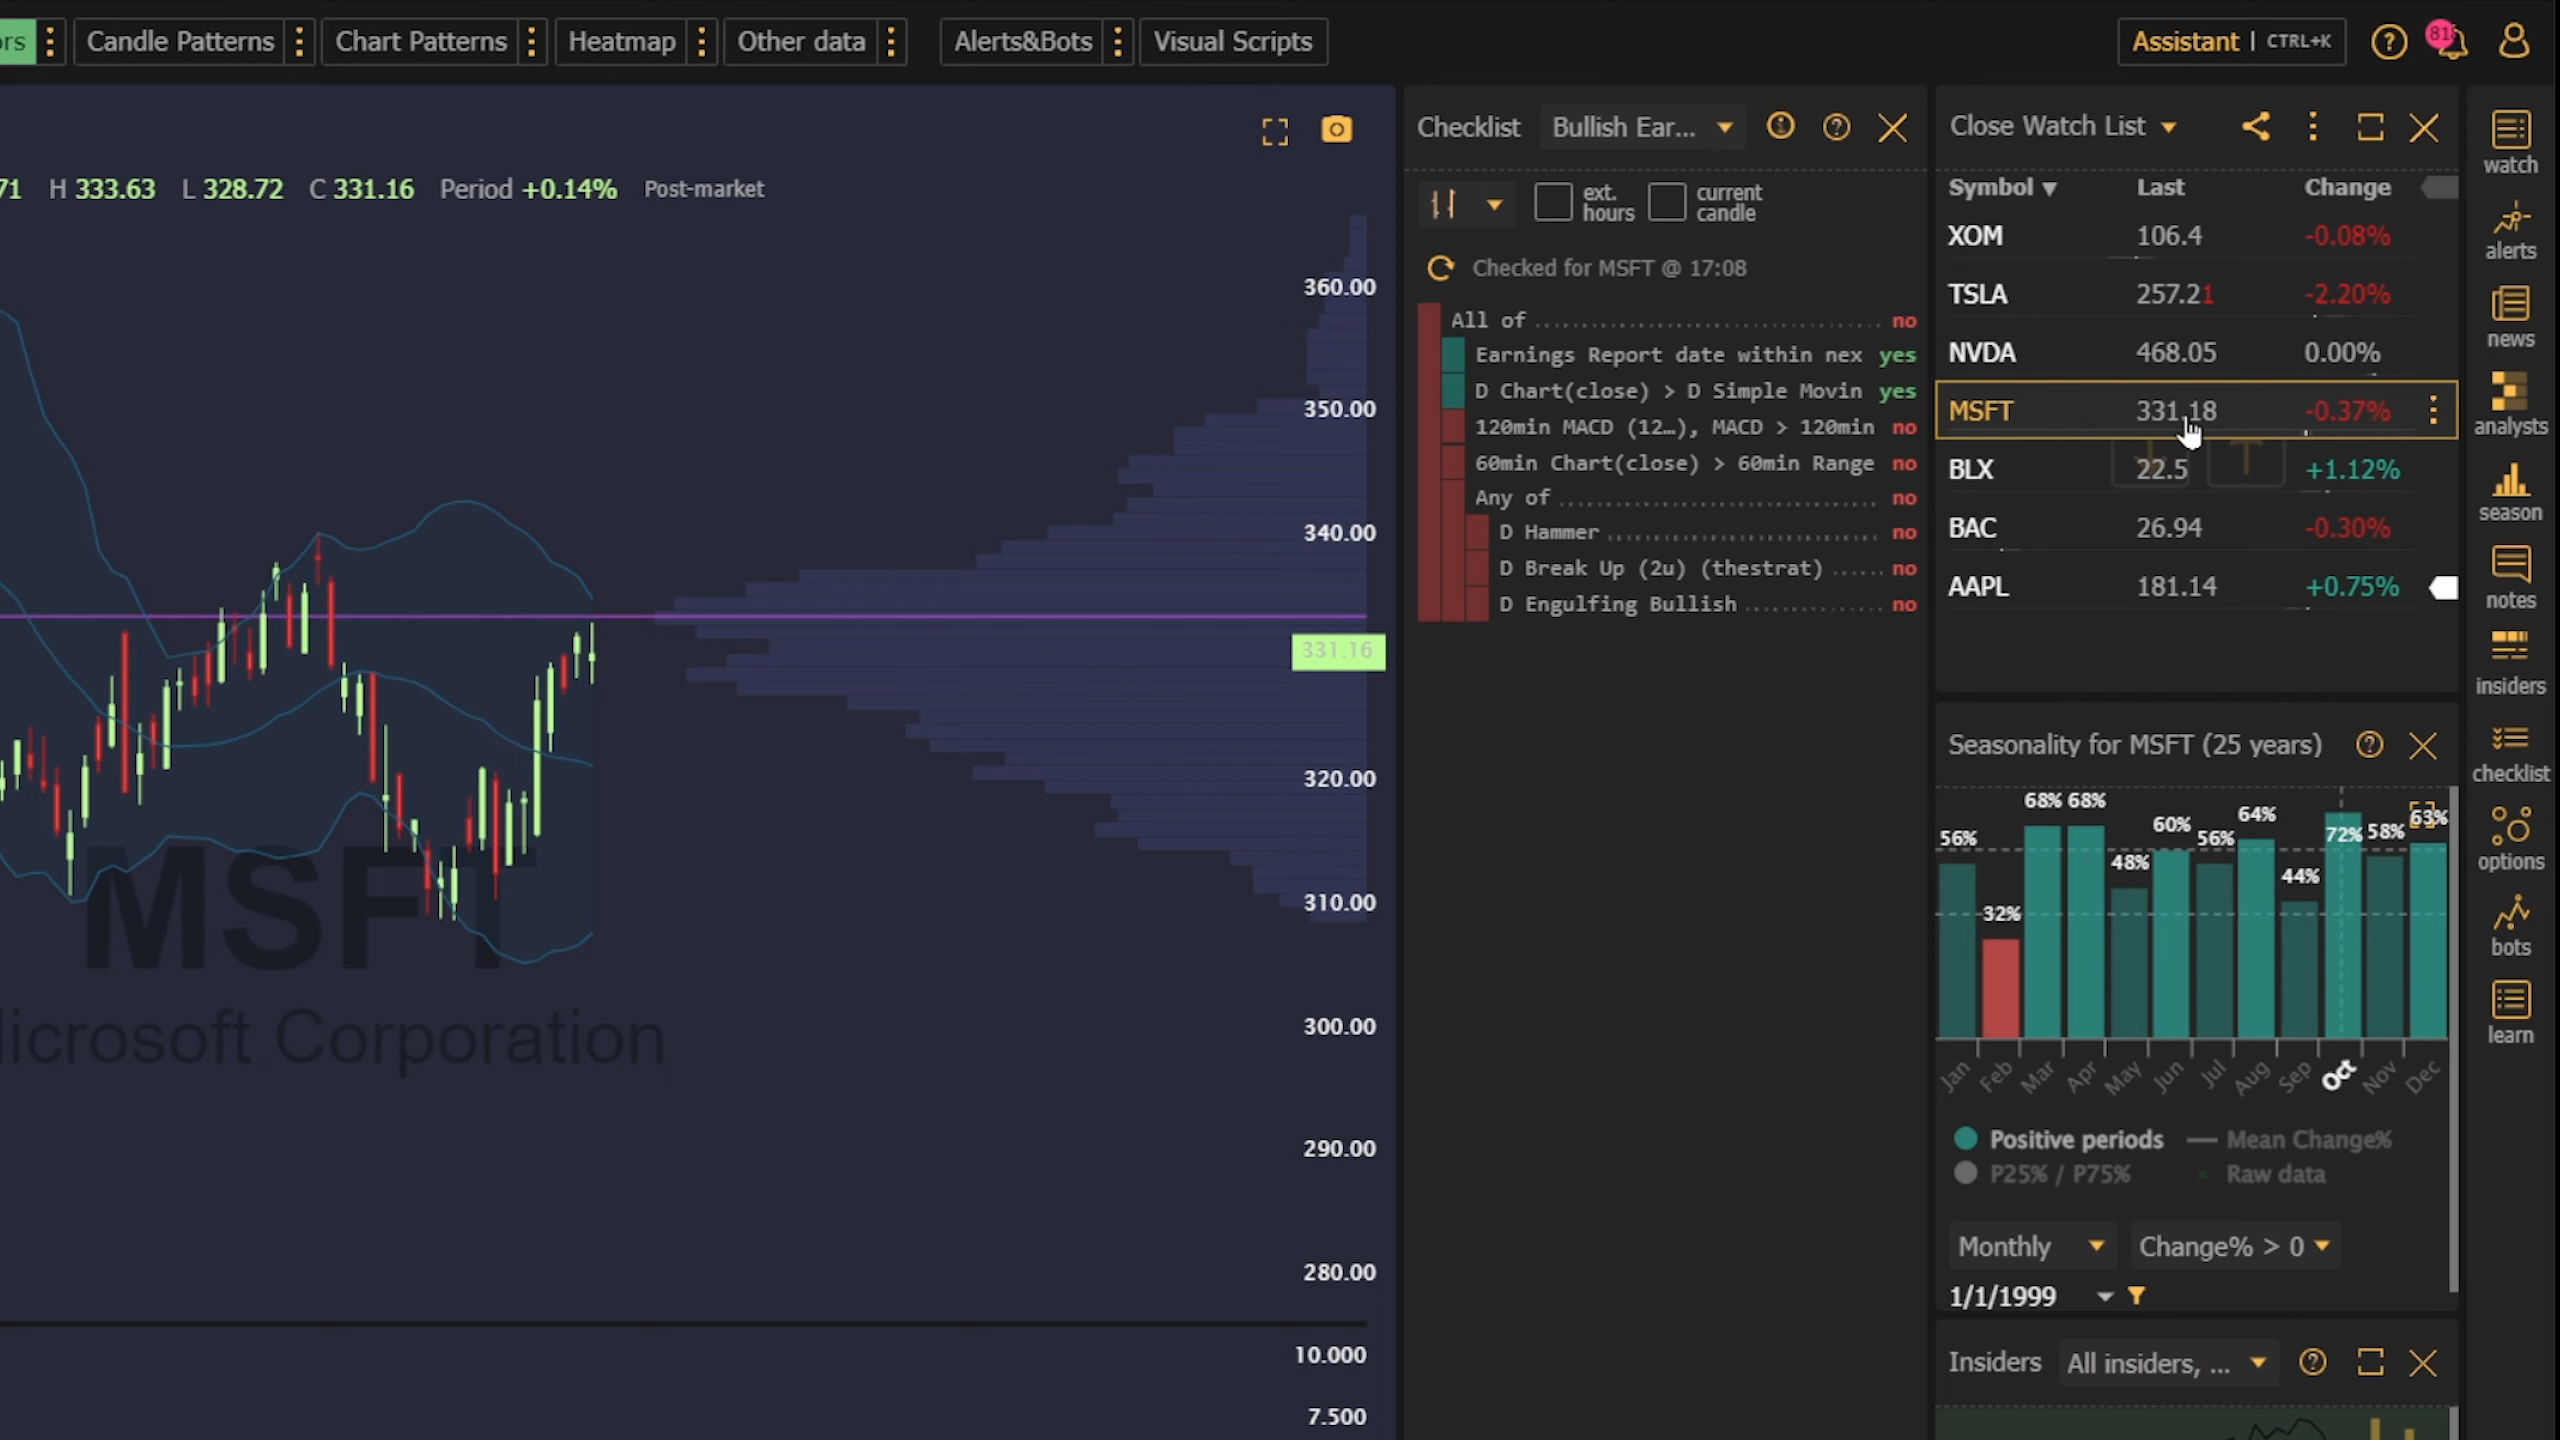 ors
Candle Patterns
Chart Patterns
Heatmap
Other data
Alerts&Bots
Visual Scripts
Assistant | CTRL+K
81
71 H 333.63 L 328.72 C 331.16 Period +0.14% Post-market
360.00
350.00
340.00
331.16
320.00
310.00
300.00
290.00
280.00
10.000
7.500
MSFT
icrosoft Corporation
Checklist Bullish Ear...
ext. hours
current candle
Checked for MSFT @ 17:08
All of no
Earnings Report date within nex yes
D Chart(close) > D Simple Movin yes
120min MACD (12…), MACD > 120min no
60min Chart(close) > 60min Range no
Any of no
D Hammer no
D Break Up (2u) (thestrat) no
D Engulfing Bullish no
Close Watch List
Symbol Last Change
XOM 106.4 -0.08%
TSLA 257.21 -2.20%
NVDA 468.05 0.00%
MSFT 331.18 -0.37%
BLX 22.5 +1.12%
BAC 26.94 -0.30%
AAPL 181.14 +0.75%
Seasonality for MSFT (25 years)
56% 32% 68% 68% 48% 60% 56% 64% 44% 72% 58% 63%
Jan Feb Mar Apr May Jun Jul Aug Sep Oct Nov Dec
Positive periods Mean Change%
P25% / P75% Raw data
Monthly Change% > 0
1/1/1999
Insiders All insiders, ...
watch
alerts
news
analysts
season
notes
insiders
checklist
options
bots
learn